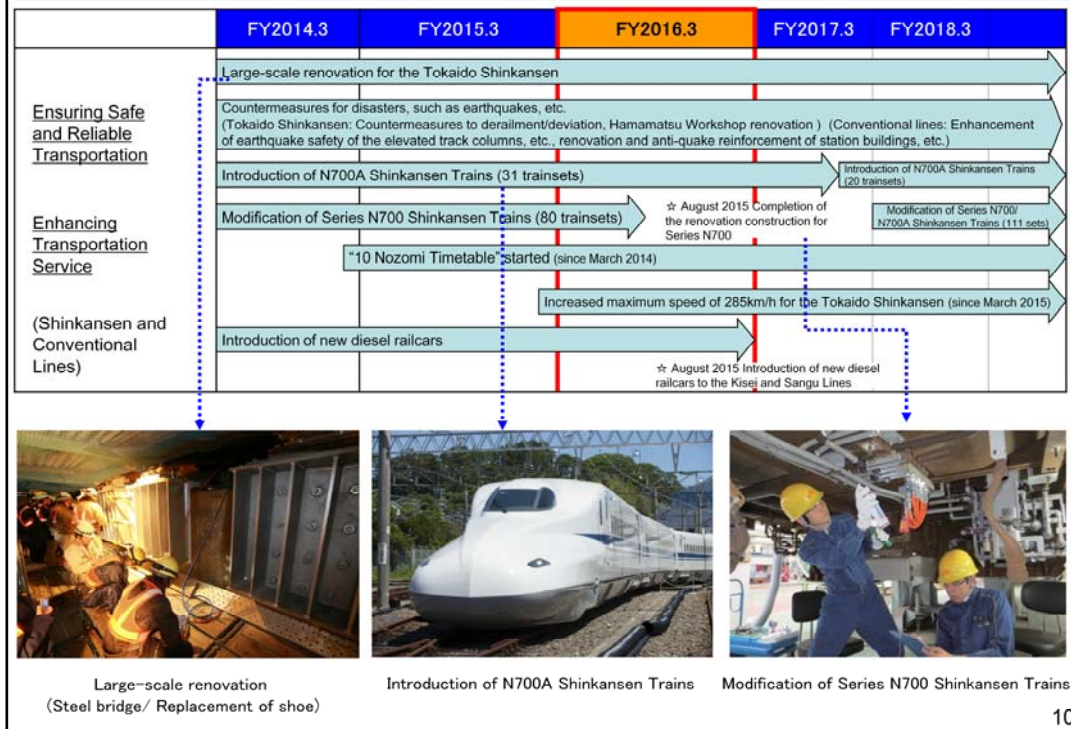 FY2014.3 FY2015.3 FY2016.3 FY2017.3 FY2018.3
Ensuring Safe
and Reliable
Transportation
Large-scale renovation for the Tokaido Shinkansen
Countermeasures for disasters, such as earthquakes, etc.
(Tokaido Shinkansen: Countermeasures to derailment/deviation, Hamamatsu Workshop renovation ) (Conventional lines: Enhancement
of earthquake safety of the elevated track columns, etc., renovation and anti-quake reinforcement of station buildings, etc.)
Introduction of N700A Shinkansen Trains (31 trainsets)
Introduction of N700A Shinkansen Trains
(20 trainsets)
Enhancing
Transportation
Service
Modification of Series N700 Shinkansen Trains (80 trainsets)
☆ August 2015 Completion of
the renovation construction for
Series N700
Modification of Series N700/
N700A Shinkansen Trains (111 sets)
“10 Nozomi Timetable” started (since March 2014)
Increased maximum speed of 285km/h for the Tokaido Shinkansen (since March 2015)
(Shinkansen and
Conventional
Lines)
Introduction of new diesel railcars
☆ August 2015 Introduction of new diesel
railcars to the Kisei and Sangu Lines
Large-scale renovation
(Steel bridge/ Replacement of shoe)
Introduction of N700A Shinkansen Trains
Modification of Series N700 Shinkansen Trains
10